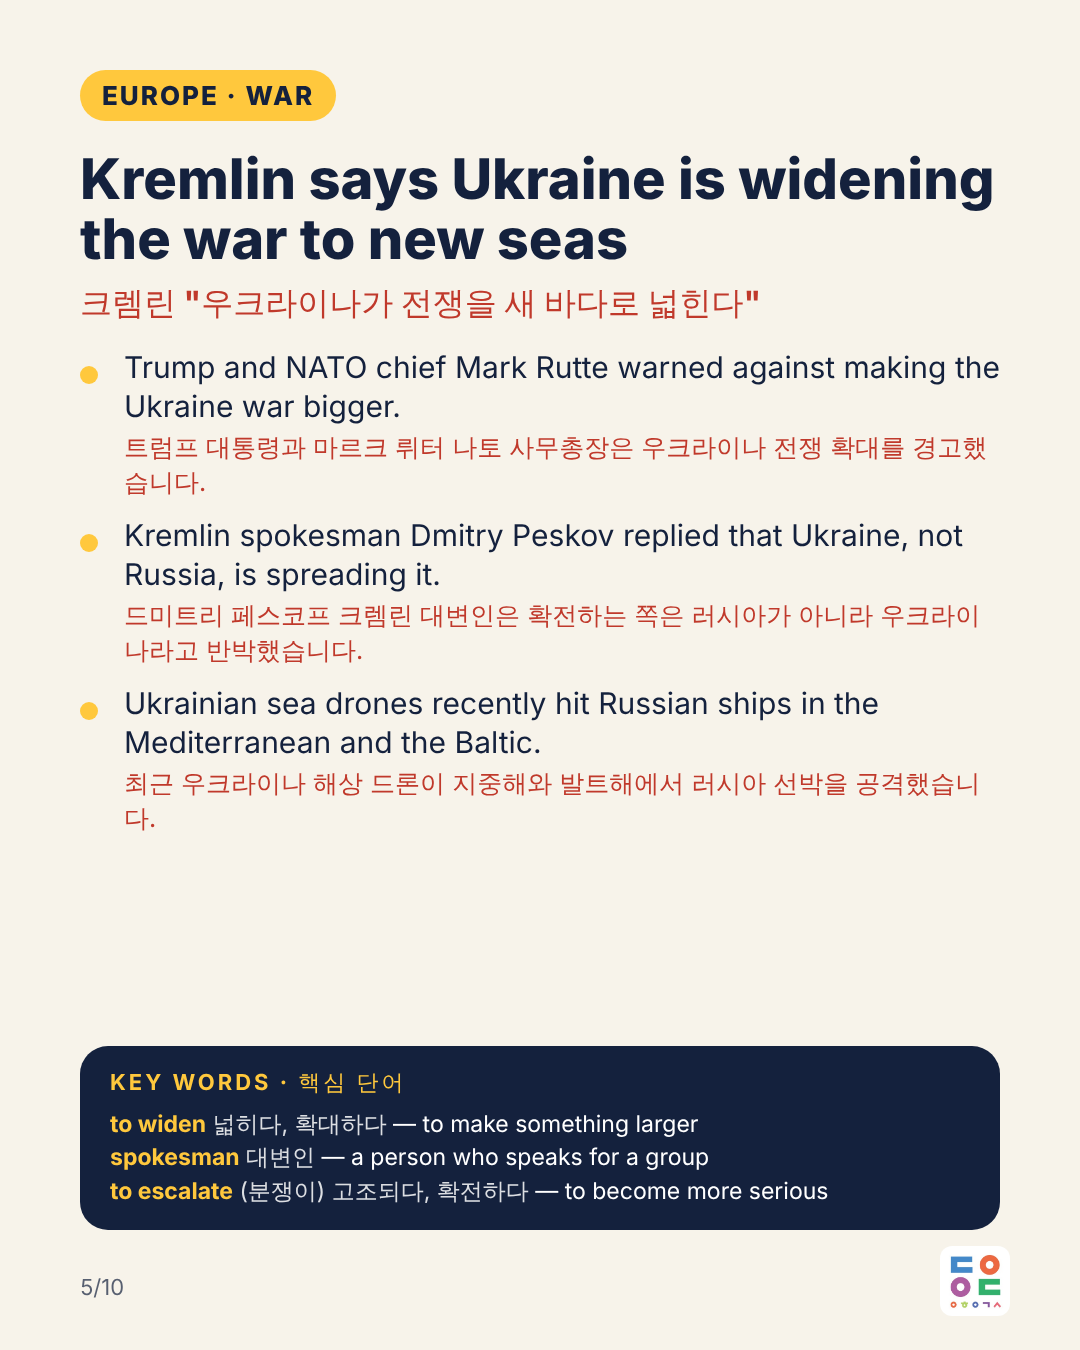 EUROPE · WAR
Kremlin says Ukraine is widening
the war to new seas
크렘린 "우크라이나가 전쟁을 새 바다로 넓힌다"
Trump and NATO chief Mark Rutte warned against making the
Ukraine war bigger.
트럼프 대통령과 마르크 뤼터 나토 사무총장은 우크라이나 전쟁 확대를 경고했
습니다.
Kremlin spokesman Dmitry Peskov replied that Ukraine, not
Russia, is spreading it.
드미트리 페스코프 크렘린 대변인은 확전하는 쪽은 러시아가 아니라 우크라이
나라고 반박했습니다.
Ukrainian sea drones recently hit Russian ships in the
Mediterranean and the Baltic.
최근 우크라이나 해상 드론이 지중해와 발트해에서 러시아 선박을 공격했습니
다.
KEY WORDS · 핵심 단어
to widen 넓히다, 확대하다 — to make something larger
spokesman 대변인 — a person who speaks for a group
to escalate (분쟁이) 고조되다, 확전하다 — to become more serious
5/10